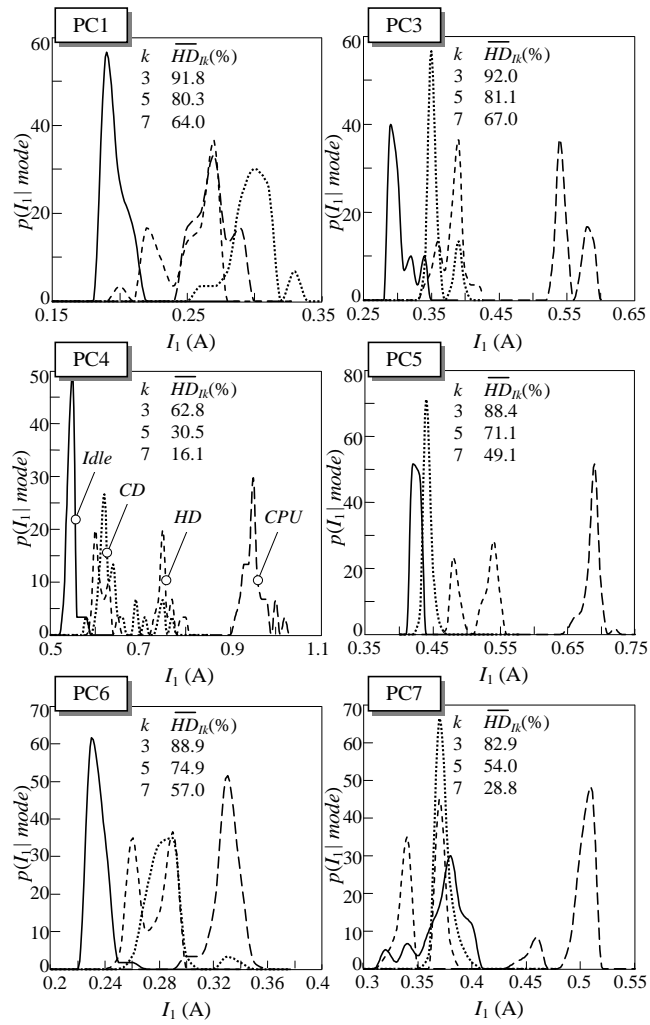 PC1
k HD_Ik(%)
3 91.8
5 80.3
7 64.0
p(I1| mode)
60
40
20
0
0.15 0.25 0.35
I1 (A)
PC3
k HD_Ik(%)
3 92.0
5 81.1
7 67.0
p(I1| mode)
60
40
20
0
0.25 0.35 0.45 0.55 0.65
I1 (A)
PC4
k HD_Ik(%)
3 62.8
5 30.5
7 16.1
Idle
CD
HD
CPU
p(I1| mode)
50
40
30
20
10
0
0.5 0.7 0.9 1.1
I1 (A)
PC5
k HD_Ik(%)
3 88.4
5 71.1
7 49.1
p(I1| mode)
80
60
40
20
0
0.35 0.45 0.55 0.65 0.75
I1 (A)
PC6
k HD_Ik(%)
3 88.9
5 74.9
7 57.0
p(I1| mode)
70
60
50
40
30
20
10
0
0.2 0.24 0.28 0.32 0.36 0.4
I1 (A)
PC7
k HD_Ik(%)
3 82.9
5 54.0
7 28.8
p(I1| mode)
70
60
50
40
30
20
10
0
0.3 0.35 0.4 0.45 0.5 0.55
I1 (A)